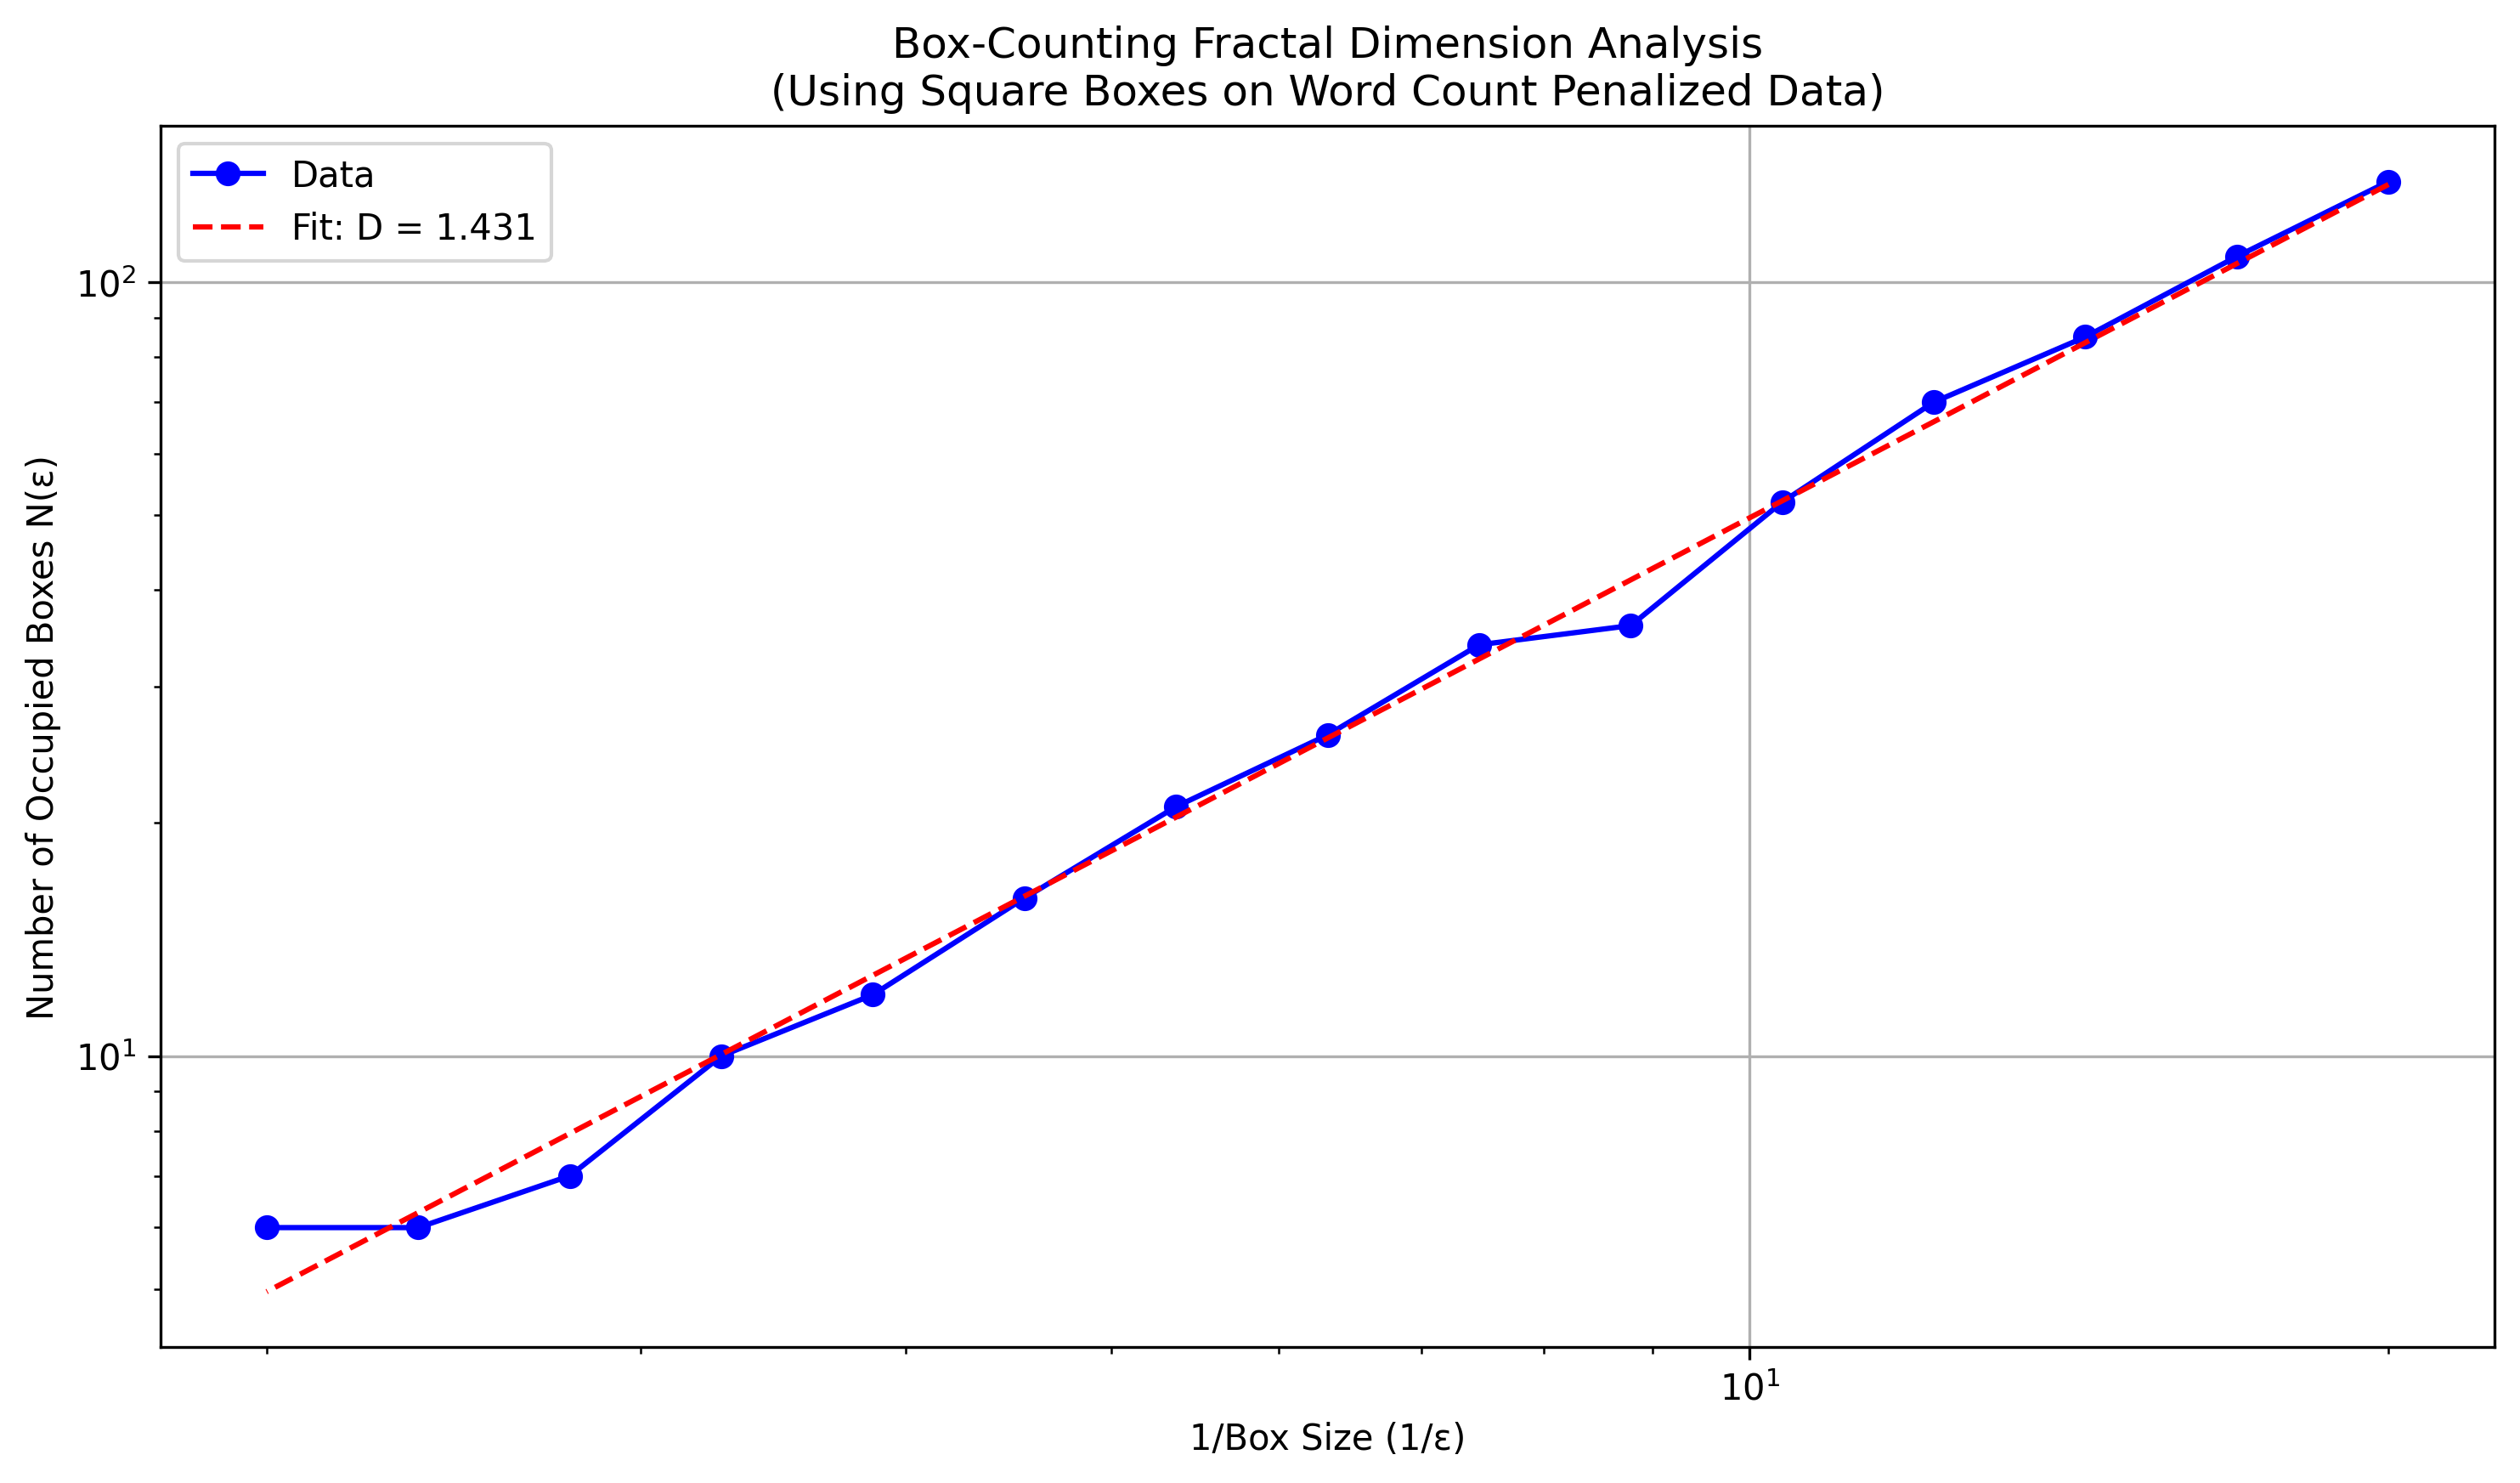 Box-Counting Fractal Dimension Analysis
(Using Square Boxes on Word Count Penalized Data)
Data
Fit: D = 1.431
10²
10¹
Number of Occupied Boxes N(ε)
10¹
1/Box Size (1/ε)